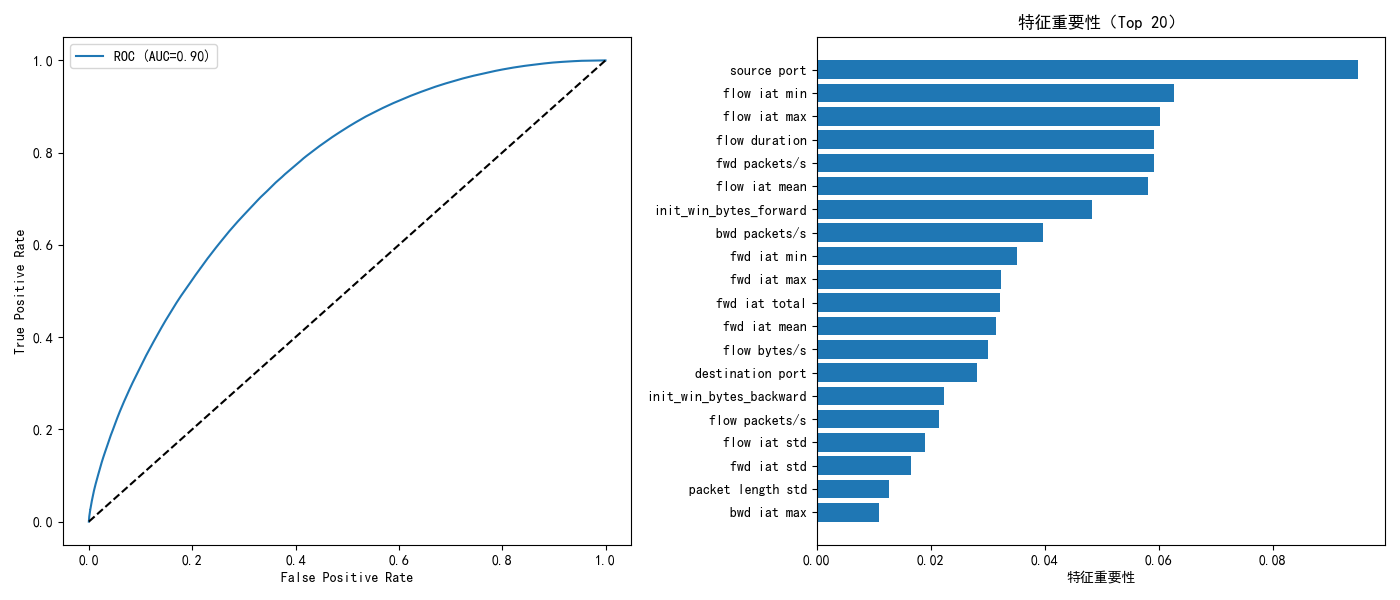 ROC (AUC=0.90)
1.0
0.8
0.6
0.4
0.2
0.0
True Positive Rate
0.0 0.2 0.4 0.6 0.8 1.0
False Positive Rate
特征重要性（Top 20）
source port
flow iat min
flow iat max
flow duration
fwd packets/s
flow iat mean
init_win_bytes_forward
bwd packets/s
fwd iat min
fwd iat max
fwd iat total
fwd iat mean
flow bytes/s
destination port
init_win_bytes_backward
flow packets/s
flow iat std
fwd iat std
packet length std
bwd iat max
0.00 0.02 0.04 0.06 0.08
特征重要性